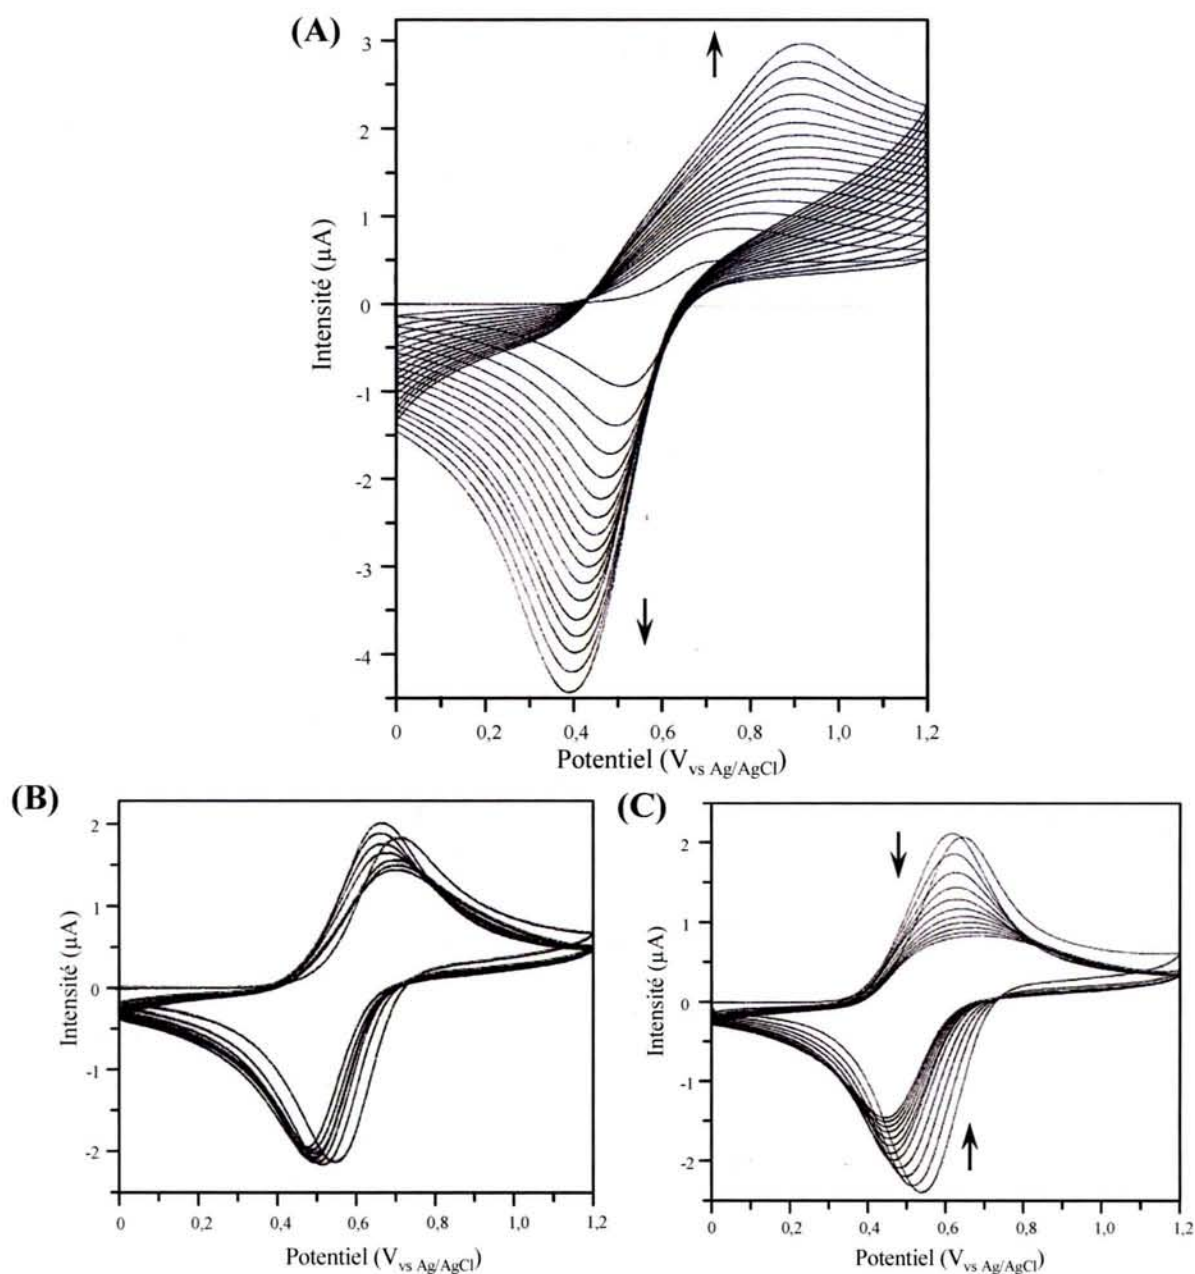 (A)
3
2
1
0
-1
-2
-3
-4
Intensité (µA)
0 0,2 0,4 0,6 0,8 1,0 1,2
Potentiel (V vs Ag/AgCl)
(B)
2
1
0
-1
-2
Intensité (µA)
0 0,2 0,4 0,6 0,8 1,0 1,2
Potentiel (V vs Ag/AgCl)
(C)
2
1
0
-1
-2
Intensité (µA)
0 0,2 0,4 0,6 0,8 1,0 1,2
Potentiel (V vs Ag/AgCl)